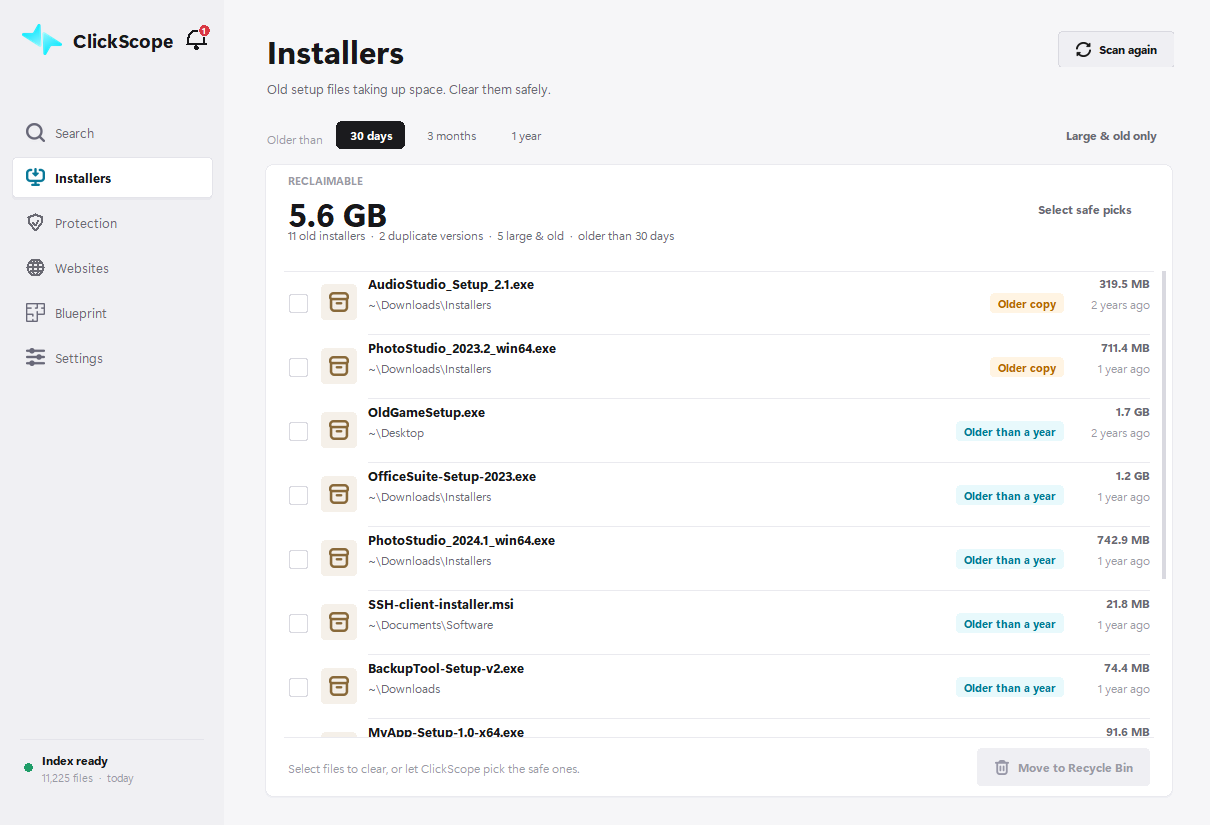 ClickScope
1
Search
Installers
Protection
Websites
Blueprint
Settings
Index ready
11,225 files · today
Installers
Old setup files taking up space. Clear them safely.
Scan again
Older than
30 days
3 months
1 year
Large & old only
RECLAIMABLE
5.6 GB
11 old installers · 2 duplicate versions · 5 large & old · older than 30 days
Select safe picks
AudioStudio_Setup_2.1.exe
319.5 MB
~\Downloads\Installers
Older copy
2 years ago
PhotoStudio_2023.2_win64.exe
711.4 MB
~\Downloads\Installers
Older copy
1 year ago
OldGameSetup.exe
1.7 GB
~\Desktop
Older than a year
2 years ago
OfficeSuite-Setup-2023.exe
1.2 GB
~\Downloads\Installers
Older than a year
1 year ago
PhotoStudio_2024.1_win64.exe
742.9 MB
~\Downloads\Installers
Older than a year
1 year ago
SSH-client-installer.msi
21.8 MB
~\Documents\Software
Older than a year
1 year ago
BackupTool-Setup-v2.exe
74.4 MB
~\Downloads
Older than a year
1 year ago
MyApp-Setup-1.0-x64.exe
91.6 MB
Select files to clear, or let ClickScope pick the safe ones.
Move to Recycle Bin